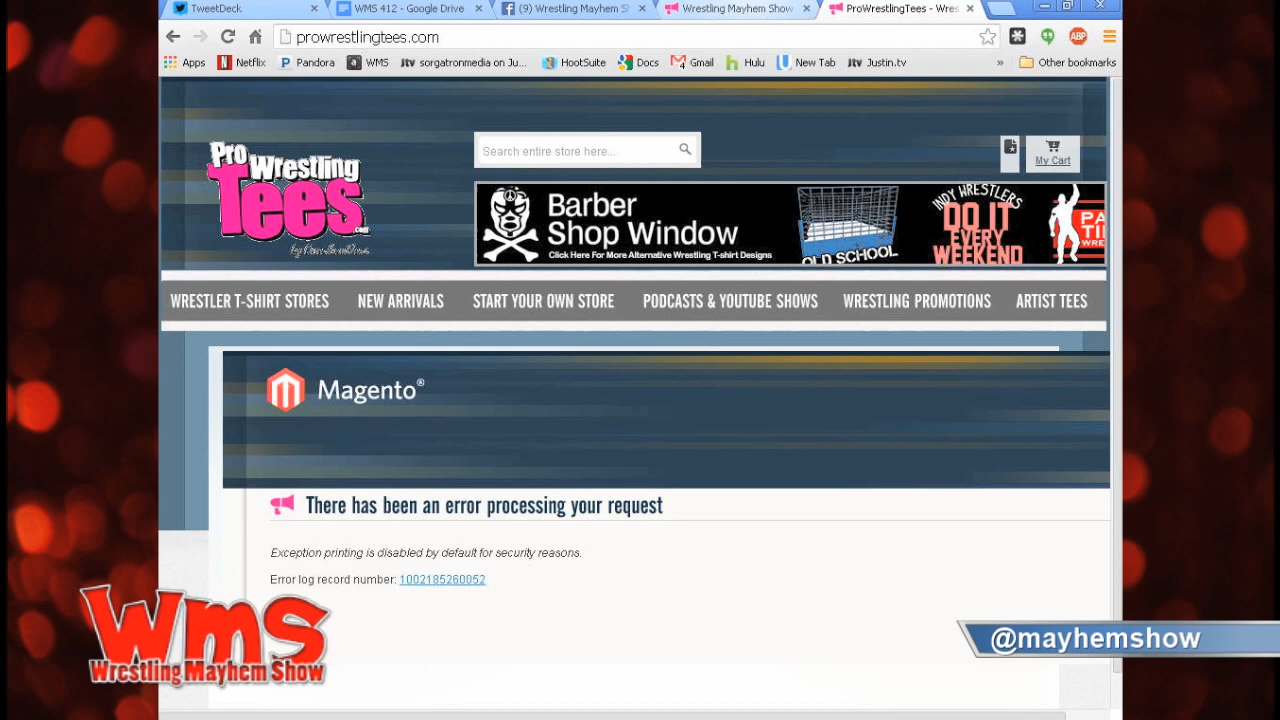 TweetDeck
WMS 412 - Google Drive
(9) Wrestling Mayhem S
Wrestling Mayhem Show
ProWrestlingTees - Wres
prowrestlingtees.com
ABP
Apps
Netflix
Pandora
WMS
jtv sorgatronmedia on Ju...
HootSuite
Docs
Gmail
Hulu
New Tab
jtv Justin.tv
»
Other bookmarks
Pro Wrestling Tees .com
Search entire store here...
My Cart
Barber
Shop Window
Click Here For More Alternative Wrestling T-shirt Designs
OLD SCHOOL
INDY WRESTLERS
DO IT
EVERY
WEEKEND
WRESTLER T-SHIRT STORES
NEW ARRIVALS
START YOUR OWN STORE
PODCASTS & YOUTUBE SHOWS
WRESTLING PROMOTIONS
ARTIST TEES
Magento®
There has been an error processing your request
Exception printing is disabled by default for security reasons.
Error log record number: 1002185260052
WMS
Wrestling Mayhem Show
@mayhemshow